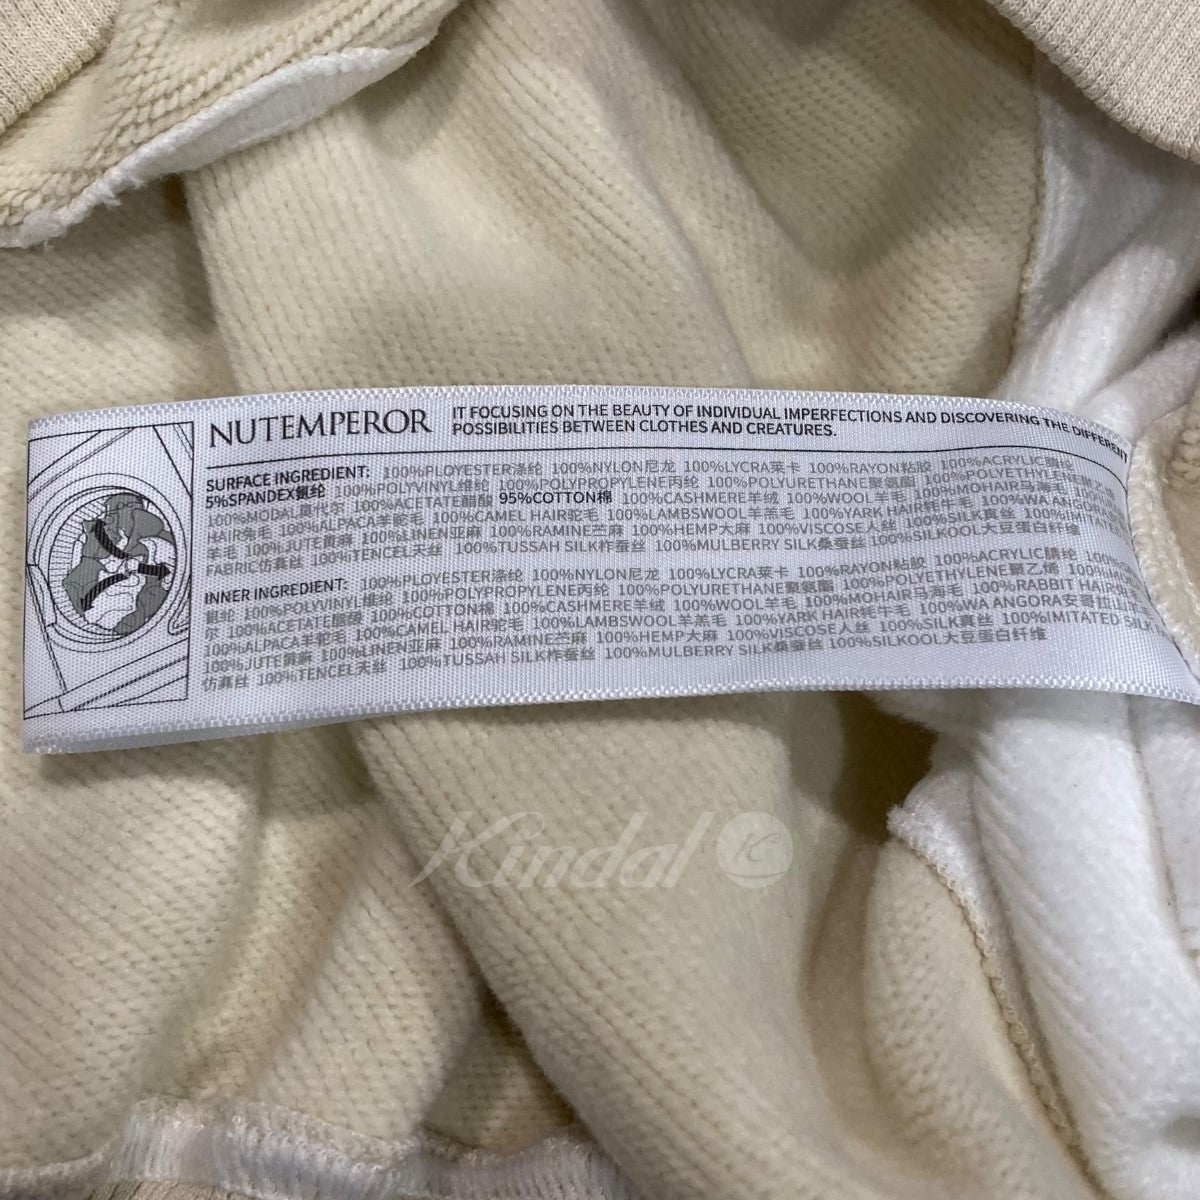 NUTEMPEROR
IT FOCUSING ON THE BEAUTY OF INDIVIDUAL IMPERFECTIONS AND DISCOVERING THE DIFFERENT
POSSIBILITIES BETWEEN CLOTHES AND CREATURES.
SURFACE INGREDIENT: 100%PLOYESTER涤纶 100%NYLON尼龙 100%LYCRA莱卡 100%RAYON粘胶 100%ACRYLIC腈纶
5%SPANDEX氨纶 100%POLYVINYL维纶 100%POLYPROPYLENE丙纶 100%POLYURETHANE聚氨酯 100%POLYETHYLENE聚乙烯
100%MODAL莫代尔 100%ACETATE醋酸 95%COTTON棉 100%CASHMERE羊绒 100%WOOL羊毛 100%MOHAIR马海毛
HAIR兔毛 100%ALPACA羊驼毛 100%CAMEL HAIR驼毛 100%LAMBSWOOL羊羔毛 100%YARK HAIR牦牛毛 100%WA ANGORA
羊毛 100%JUTE黄麻 100%LINEN亚麻 100%RAMINE苎麻 100%HEMP大麻 100%VISCOSE人丝 100%SILK真丝 100%IMITATED
FABRIC仿真丝 100%TENCEL天丝 100%TUSSAH SILK柞蚕丝 100%MULBERRY SILK桑蚕丝 100%SILKOOL大豆蛋白纤维
INNER INGREDIENT: 100%PLOYESTER涤纶 100%NYLON尼龙 100%LYCRA莱卡 100%RAYON粘胶 100%ACRYLIC腈纶
氨纶 100%POLYVINYL维纶 100%POLYPROPYLENE丙纶 100%POLYURETHANE聚氨酯 100%POLYETHYLENE聚乙烯
尔 100%ACETATE醋酸 100%COTTON棉 100%CASHMERE羊绒 100%WOOL羊毛 100%MOHAIR马海毛 100%RABBIT HAIR
100%ALPACA羊驼毛 100%CAMEL HAIR驼毛 100%LAMBSWOOL羊羔毛 100%YARK HAIR牦牛毛 100%WA ANGORA安哥拉山羊
100%JUTE黄麻 100%LINEN亚麻 100%RAMINE苎麻 100%HEMP大麻 100%VISCOSE人丝 100%SILK真丝 100%IMITATED SILK
仿真丝 100%TENCEL天丝 100%TUSSAH SILK柞蚕丝 100%MULBERRY SILK桑蚕丝 100%SILKOOL大豆蛋白纤维
Kindal K